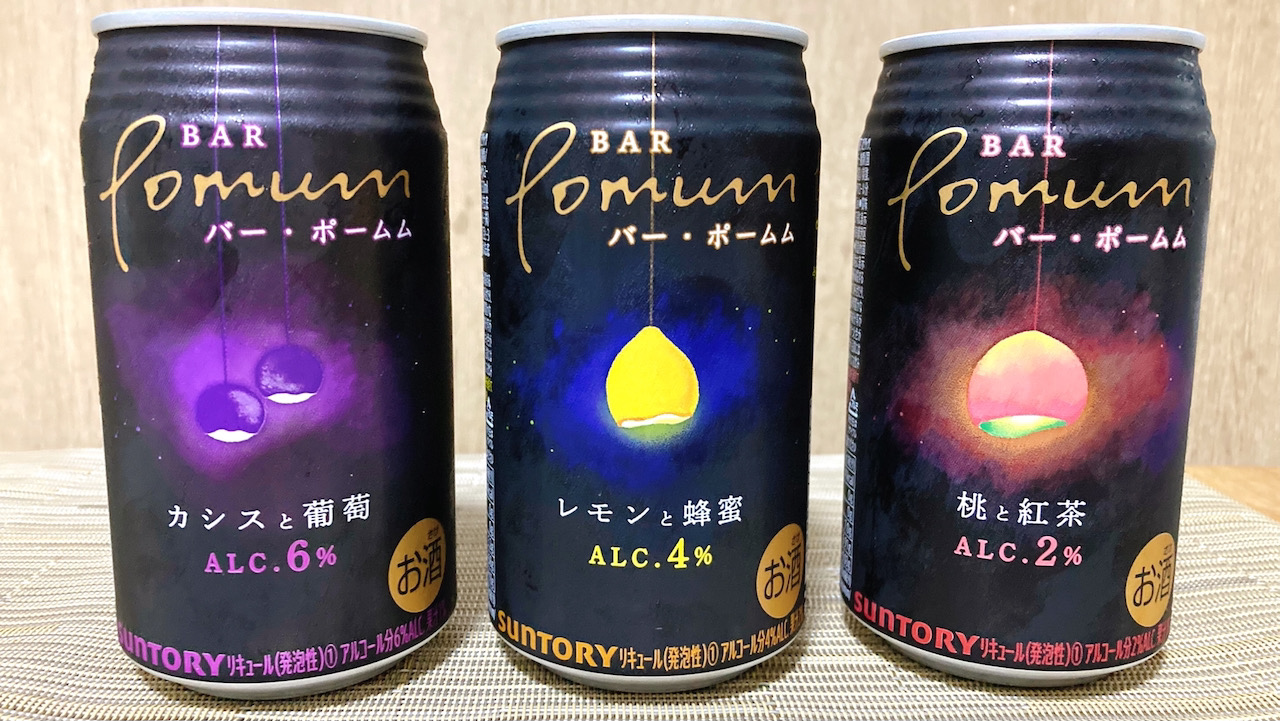 BAR
Pomum
バー・ポームム
カシスと葡萄
ALC.6%
お酒
SUNTORY リキュール(発泡性)① アルコール分6%ALC.
BAR
Pomum
バー・ポームム
レモンと蜂蜜
ALC.4%
お酒
SUNTORY リキュール(発泡性)① アルコール分4%ALC.
BAR
Pomum
バー・ポームム
桃と紅茶
ALC.2%
お酒
SUNTORY リキュール(発泡性)① アルコール分2%ALC.